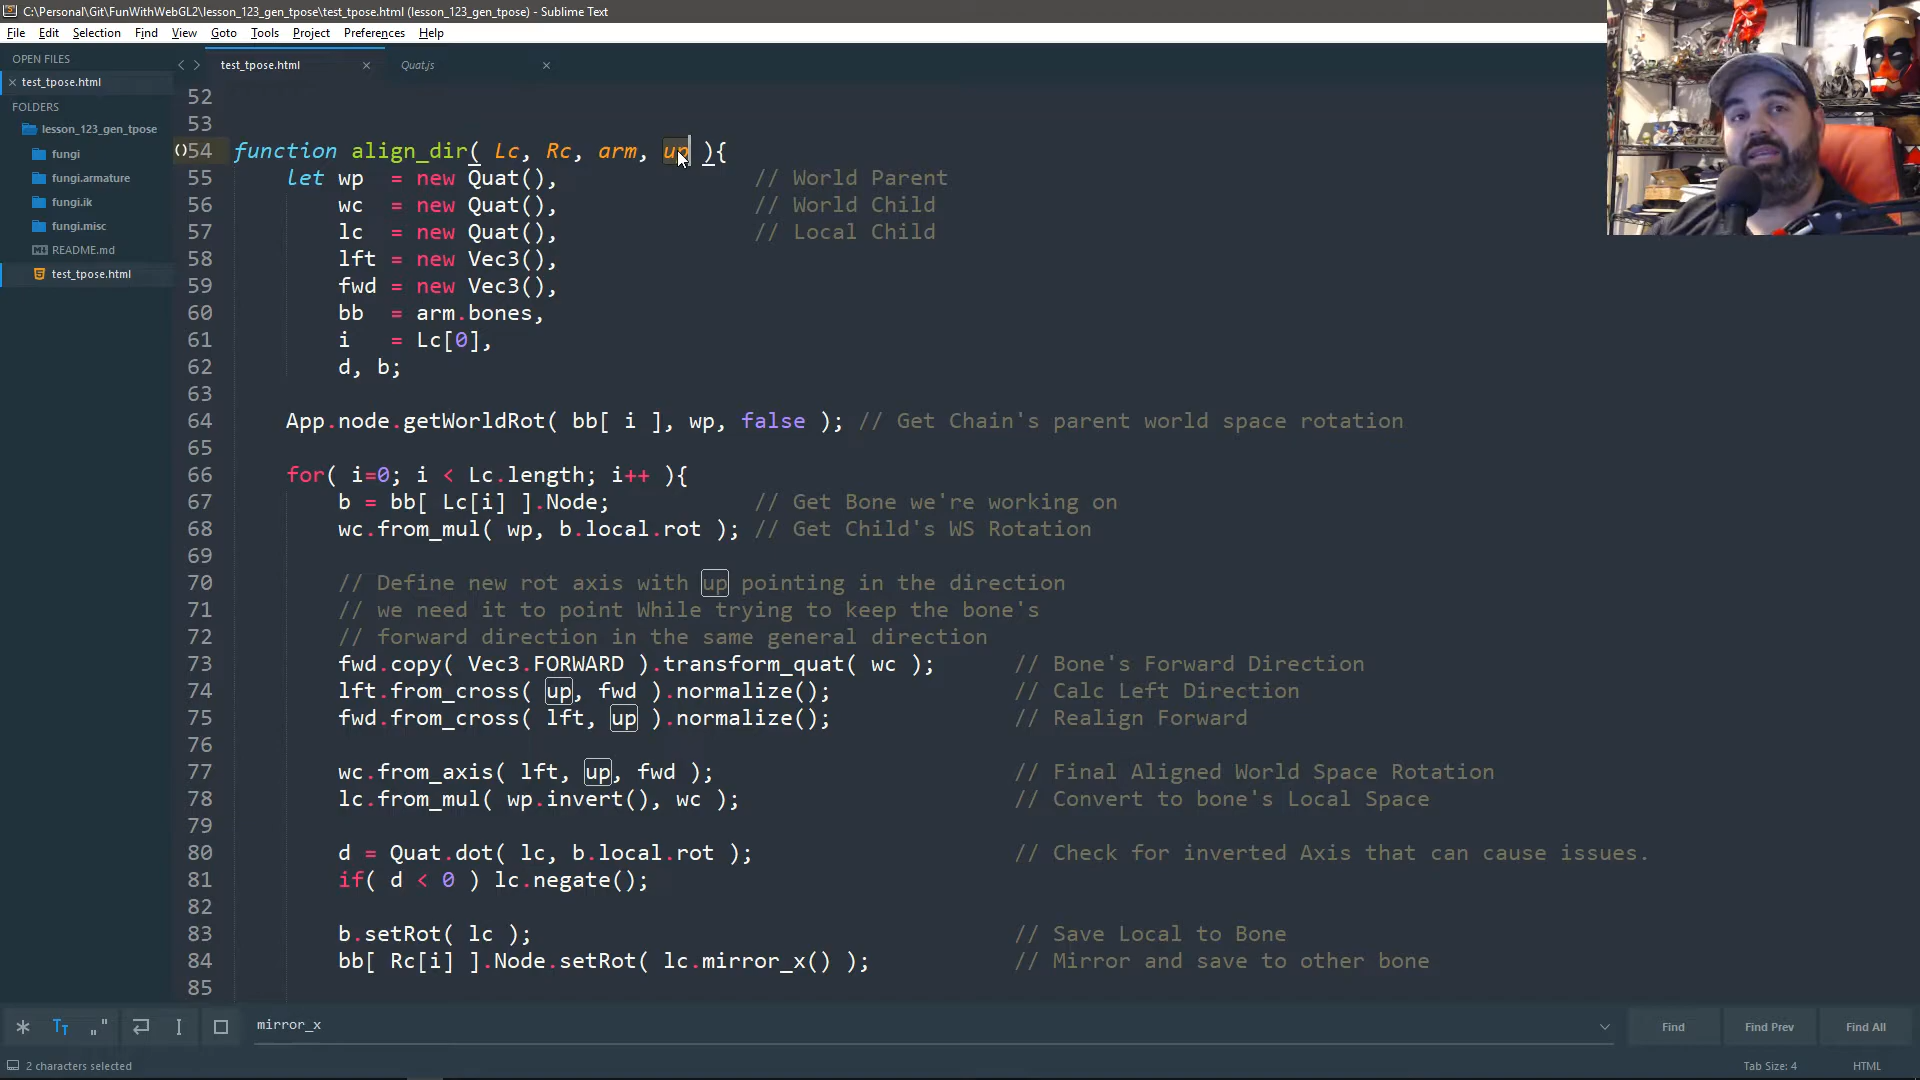 C:\Personal\Git\FunWithWebGL2\lesson_123_gen_tpose\test_tpose.html (lesson_123_gen_tpose) - Sublime Text
File Edit Selection Find View Goto Tools Project Preferences Help
OPEN FILES
test_tpose.html
FOLDERS
lesson_123_gen_tpose
fungi
fungi.armature
fungi.ik
fungi.misc
README.md
test_tpose.html
test_tpose.html Quat.js
52
53
54 function align_dir( Lc, Rc, arm, up ){
55 let wp = new Quat(), // World Parent
56 wc = new Quat(), // World Child
57 lc = new Quat(), // Local Child
58 lft = new Vec3(),
59 fwd = new Vec3(),
60 bb = arm.bones,
61 i = Lc[0],
62 d, b;
63
64 App.node.getWorldRot( bb[ i ], wp, false ); // Get Chain's parent world space rotation
65
66 for( i=0; i < Lc.length; i++ ){
67 b = bb[ Lc[i] ].Node; // Get Bone we're working on
68 wc.from_mul( wp, b.local.rot ); // Get Child's WS Rotation
69
70 // Define new rot axis with up pointing in the direction
71 // we need it to point While trying to keep the bone's
72 // forward direction in the same general direction
73 fwd.copy( Vec3.FORWARD ).transform_quat( wc ); // Bone's Forward Direction
74 lft.from_cross( up, fwd ).normalize(); // Calc Left Direction
75 fwd.from_cross( lft, up ).normalize(); // Realign Forward
76
77 wc.from_axis( lft, up, fwd ); // Final Aligned World Space Rotation
78 lc.from_mul( wp.invert(), wc ); // Convert to bone's Local Space
79
80 d = Quat.dot( lc, b.local.rot ); // Check for inverted Axis that can cause issues.
81 if( d < 0 ) lc.negate();
82
83 b.setRot( lc ); // Save Local to Bone
84 bb[ Rc[i] ].Node.setRot( lc.mirror_x() ); // Mirror and save to other bone
85
mirror_x
Find Find Prev Find All
2 characters selected
Tab Size: 4 HTML